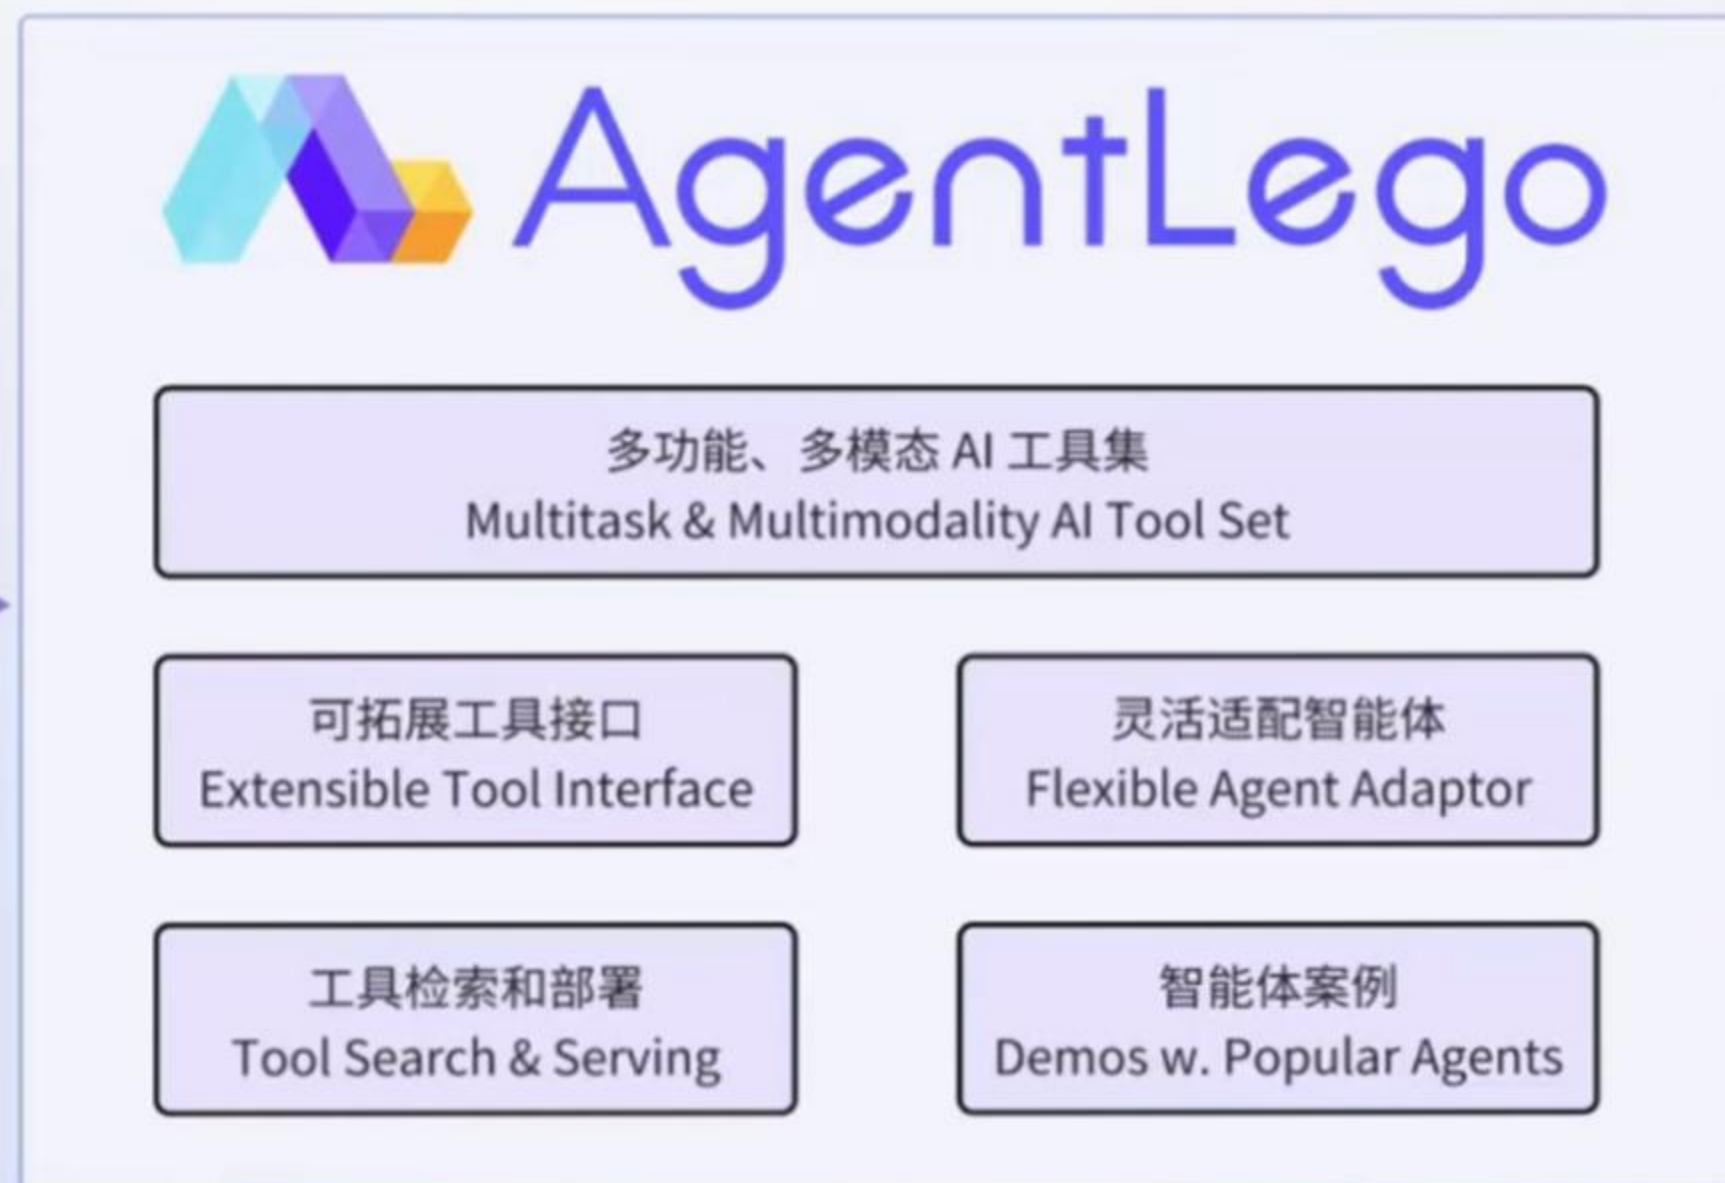 AgentLego
多功能、多模态 AI 工具集
Multitask & Multimodality AI Tool Set
可拓展工具接口
Extensible Tool Interface
灵活适配智能体
Flexible Agent Adaptor
工具检索和部署
Tool Search & Serving
智能体案例
Demos w. Popular Agents